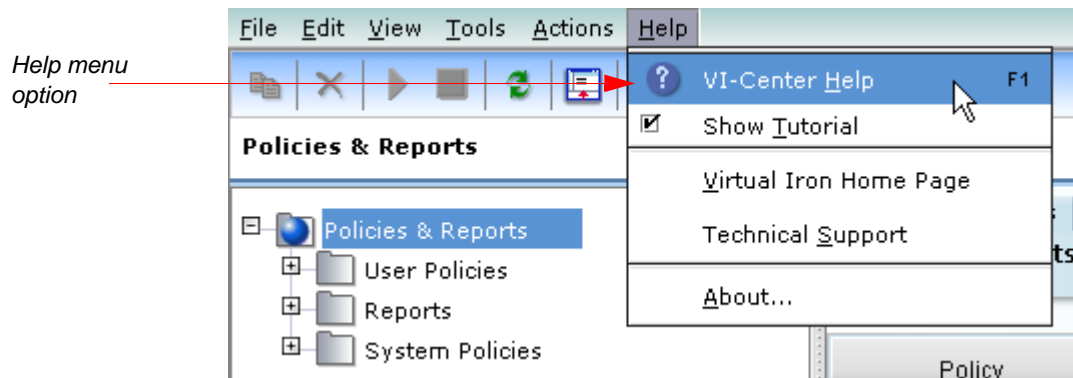 File Edit View Tools Actions Help
Help menu
option
VI-Center Help F1
Show Tutorial
Policies & Reports
Virtual Iron Home Page
Policies & Reports
Technical Support
ts
User Policies
About...
Reports
System Policies
Policy